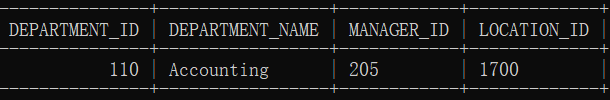 DEPARTMENT_ID | DEPARTMENT_NAME | MANAGER_ID | LOCATION_ID |
110 | Accounting | 205 | 1700 |